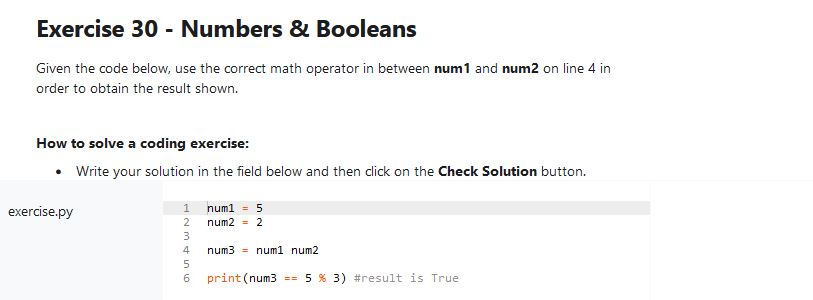 Exercise 30 - Numbers & Booleans
Given the code below, use the correct math operator in between num1 and num2 on line 4 in
order to obtain the result shown.
How to solve a coding exercise:
• Write your solution in the field below and then click on the Check Solution button.
exercise.py
1 num1 = 5
2 num2 = 2
3
4 num3 = num1 num2
5
6 print(num3 == 5 % 3) #result is True